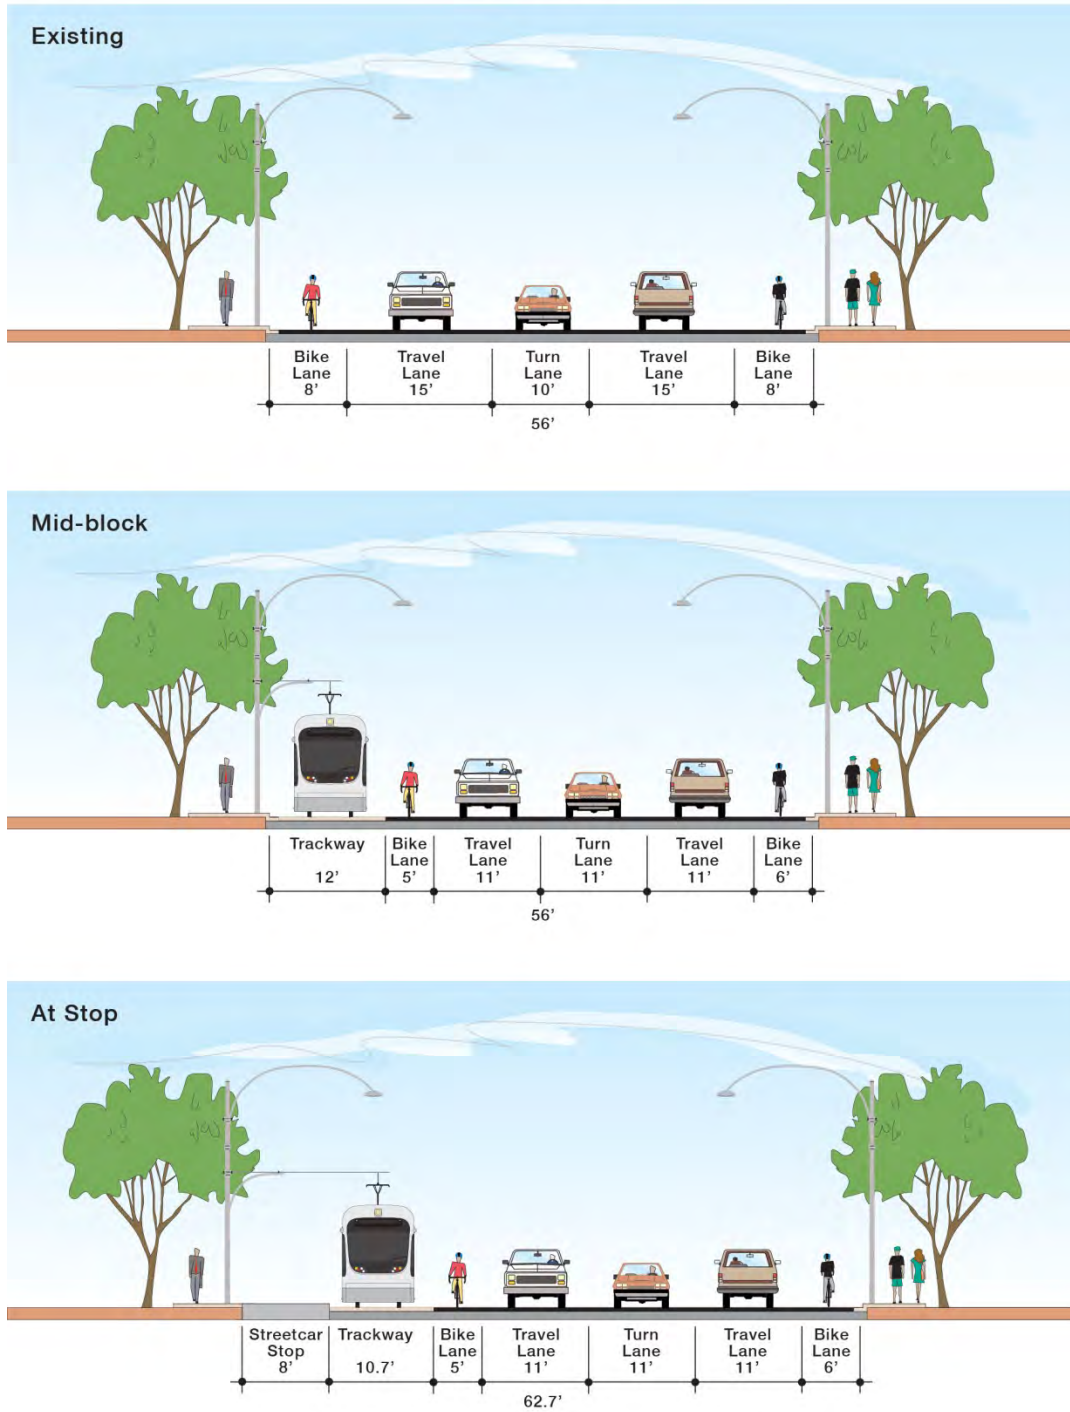 Existing
Bike Lane 8’
Travel Lane 15’
Turn Lane 10’
Travel Lane 15’
Bike Lane 8’
56’
Mid-block
Trackway 12’
Bike Lane 5’
Travel Lane 11’
Turn Lane 11’
Travel Lane 11’
Bike Lane 6’
56’
At Stop
Streetcar Stop 8’
Trackway 10.7’
Bike Lane 5’
Travel Lane 11’
Turn Lane 11’
Travel Lane 11’
Bike Lane 6’
62.7’